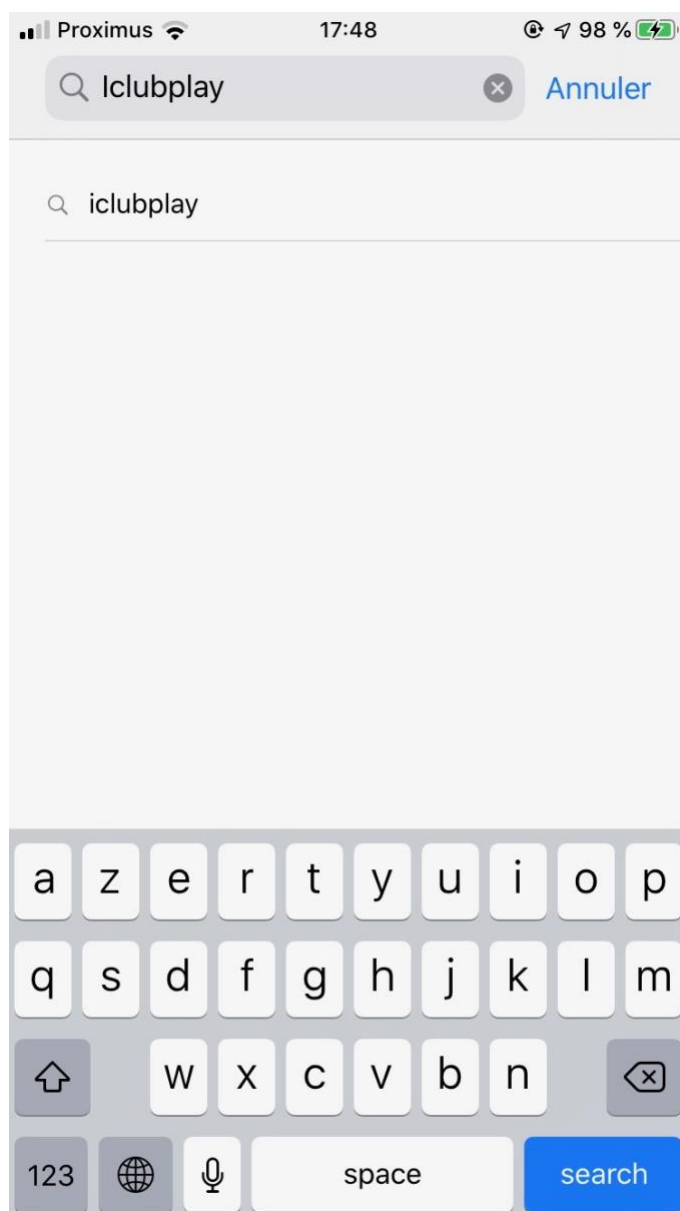 Proximus 17:48 98 %
Iclubplay Annuler
iclubplay
a z e r t y u i o p
q s d f g h j k l m
w x c v b n
123 space search